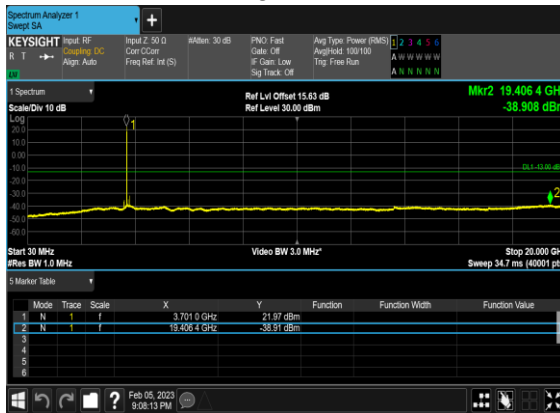 Spectrum Analyzer 1
Swept SA
KEYSIGHT Input: RF Input Z: 50 Ω #Atten: 30 dB PNO: Fast Avg Type: Power (RMS) 1 2 3 4 5 6
R T Coupling: DC Corr CCorr Gate: Off Avg|Hold: 100/100 A W W W W W
Align: Auto Freq Ref: Int (S) IF Gain: Low Trig: Free Run
Sig Track: Off A N N N N N
1 Spectrum
Scale/Div 10 dB Ref Lvl Offset 15.63 dB Mkr2 19.406 4 GHz
Ref Level 30.00 dBm -38.908 dBm
Log
20.0
10.0
0.00
-10.0
DL1 -13.00 dBm
-20.0
-30.0
-40.0
-50.0
-60.0
1
2
Start 30 MHz Video BW 3.0 MHz* Stop 20.000 GHz
#Res BW 1.0 MHz Sweep 34.7 ms (40001 pts
5 Marker Table
Mode Trace Scale X Y Function Function Width Function Value
1 N 1 f 3.701 0 GHz 21.97 dBm
2 N 1 f 19.406 4 GHz -38.91 dBm
3
4
5
6
? Feb 05, 2023
9:08:13 PM